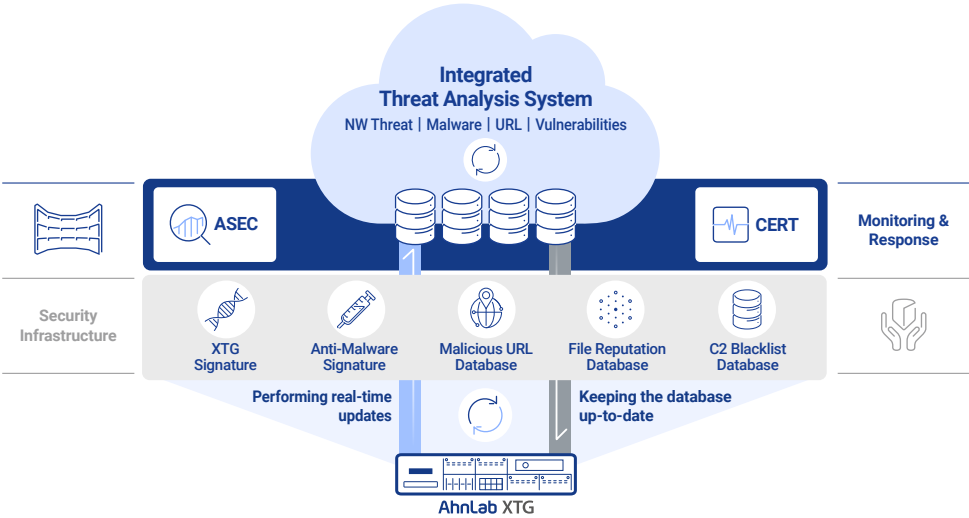 Integrated
Threat Analysis System
NW Threat | Malware | URL | Vulnerabilities
ASEC
CERT
Monitoring &
Response
Security
Infrastructure
XTG
Signature
Anti-Malware
Signature
Malicious URL
Database
File Reputation
Database
C2 Blacklist
Database
Performing real-time
updates
Keeping the database
up-to-date
AhnLab XTG